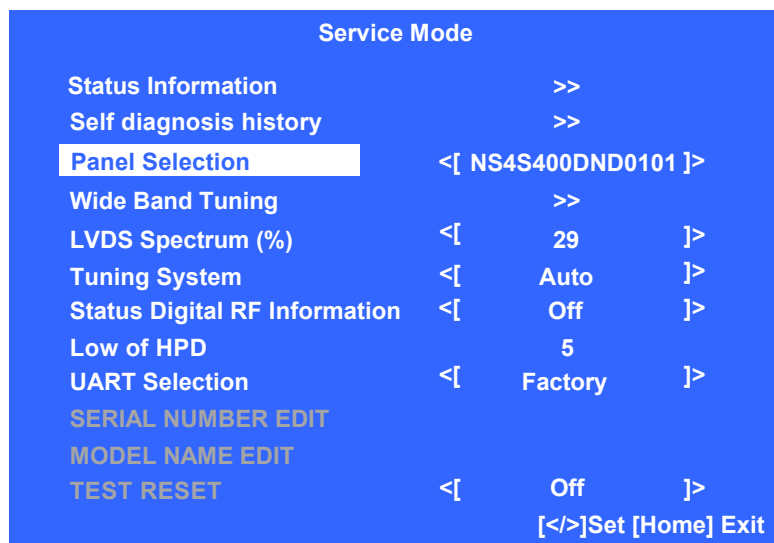 Service Mode
Status Information >>
Self diagnosis history >>
Panel Selection <[ NS4S400DND0101 ]>
Wide Band Tuning >>
LVDS Spectrum (%) <[ 29 ]>
Tuning System <[ Auto ]>
Status Digital RF Information <[ Off ]>
Low of HPD 5
UART Selection <[ Factory ]>
SERIAL NUMBER EDIT
MODEL NAME EDIT
TEST RESET <[ Off ]>
[</>]Set [Home] Exit